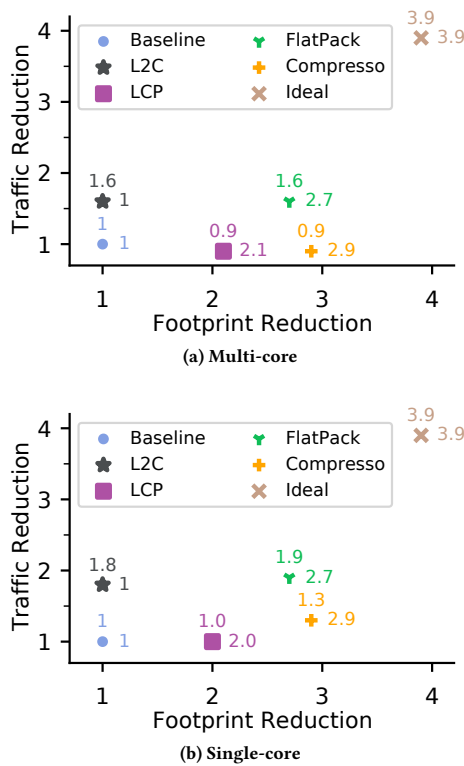 4
3
2
1
Traffic Reduction
Baseline
L2C
LCP
FlatPack
Compresso
Ideal
3.9
3.9
1.6
1
1.6
2.7
1
1
0.9
2.1
0.9
2.9
1 2 3 4
Footprint Reduction
(a) Multi-core
4
3
2
1
Traffic Reduction
Baseline
L2C
LCP
FlatPack
Compresso
Ideal
3.9
3.9
1.8
1
1.9
2.7
1.3
2.9
1
1
1.0
2.0
1 2 3 4
Footprint Reduction
(b) Single-core